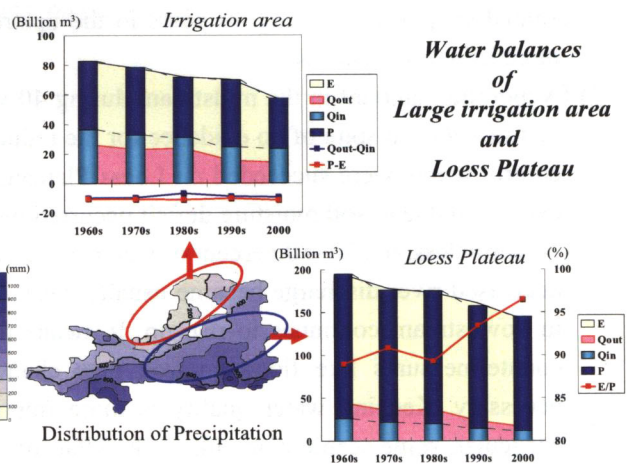 (Billion m³)
Irrigation area
100
80
60
40
20
0
-20
1960s 1970s 1980s 1990s 2000
E
Qout
Qin
P
Qout-Qin
P-E
Water balances
of
Large irrigation area
and
Loess Plateau
(mm)
Distribution of Precipitation
(Billion m³)
Loess Plateau
(%)
200
150
100
50
0
100
95
90
85
80
1960s 1970s 1980s 1990s 2000
E
Qout
Qin
P
E/P